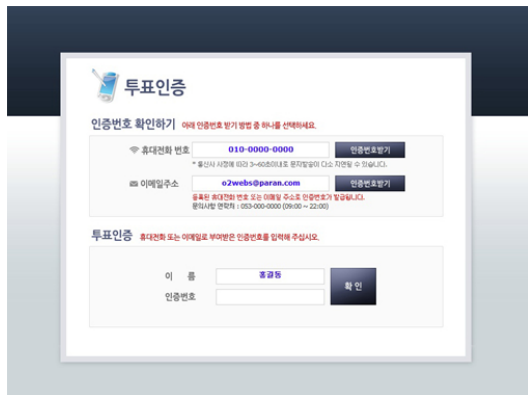 투표인증
인증번호 확인하기 아래 인증번호 받기 방법 중 하나를 선택하세요.
휴대전화 번호 010-0000-0000 인증번호받기
* 통신사 사정에 따라 3~60초이내로 문자발송이 다소 지연될 수 있습니다.
이메일주소 o2webs@paran.com 인증번호받기
등록된 휴대전화 번호 또는 이메일 주소로 인증번호가 발급됩니다.
문의사항 연락처 : 053-000-0000 (09:00 ~ 22:00)
투표인증 휴대전화 또는 이메일로 부여받은 인증번호를 입력해 주십시오.
이 름 홍길동
인증번호
확 인